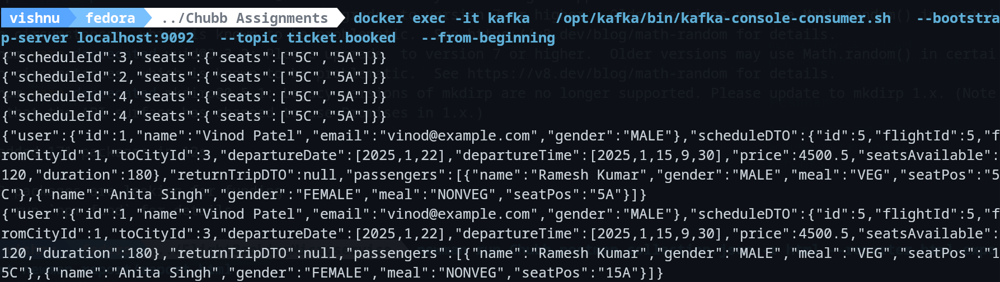 vishnu fedora ../Chubb Assignments docker exec -it kafka /opt/kafka/bin/kafka-console-consumer.sh --bootstra
p-server localhost:9092 --topic ticket.booked --from-beginning
{"scheduleId":3,"seats":{"seats":["5C","5A"]}}
{"scheduleId":2,"seats":{"seats":["5C","5A"]}}
{"scheduleId":4,"seats":{"seats":["5C","5A"]}}
{"scheduleId":4,"seats":{"seats":["5C","5A"]}}
{"user":{"id":1,"name":"Vinod Patel","email":"vinod@example.com","gender":"MALE"},"scheduleDTO":{"id":5,"flightId":5,"f
romCityId":1,"toCityId":3,"departureDate":[2025,1,22],"departureTime":[2025,1,15,9,30],"price":4500.5,"seatsAvailable":
120,"duration":180},"returnTripDTO":null,"passengers":[{"name":"Ramesh Kumar","gender":"MALE","meal":"VEG","seatPos":"5
C"},{"name":"Anita Singh","gender":"FEMALE","meal":"NONVEG","seatPos":"5A"}]}
{"user":{"id":1,"name":"Vinod Patel","email":"vinod@example.com","gender":"MALE"},"scheduleDTO":{"id":5,"flightId":5,"f
romCityId":1,"toCityId":3,"departureDate":[2025,1,22],"departureTime":[2025,1,15,9,30],"price":4500.5,"seatsAvailable":
120,"duration":180},"returnTripDTO":null,"passengers":[{"name":"Ramesh Kumar","gender":"MALE","meal":"VEG","seatPos":"1
5C"},{"name":"Anita Singh","gender":"FEMALE","meal":"NONVEG","seatPos":"15A"}]}